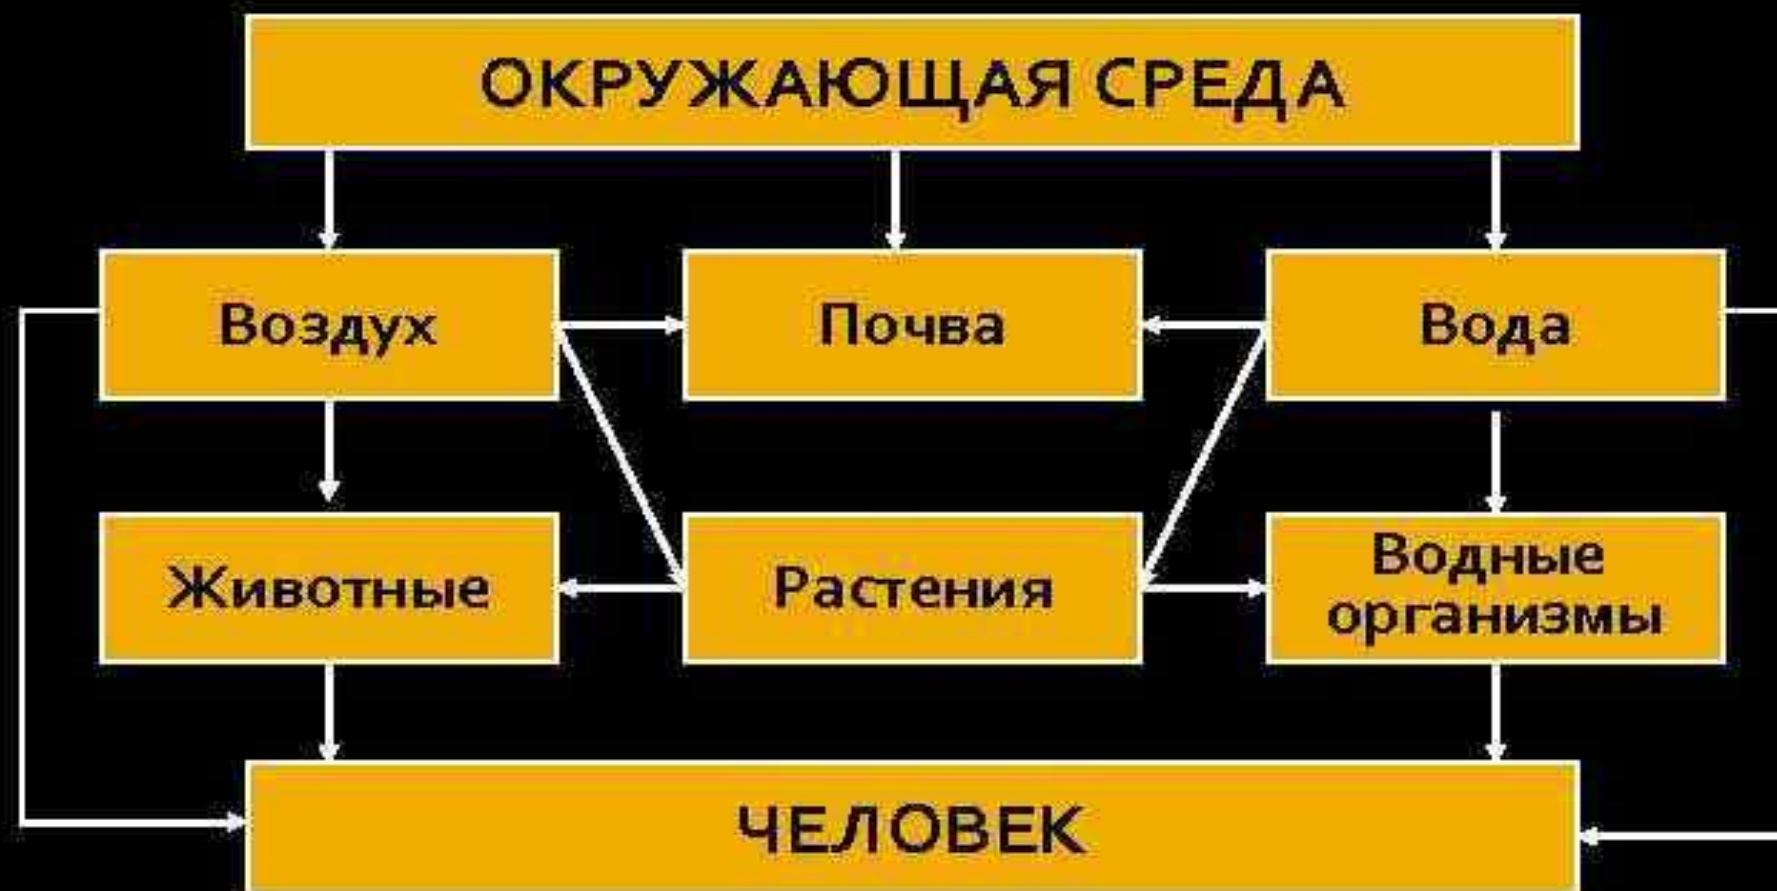 ОКРУЖАЮЩАЯ СРЕДА
Воздух
Почва
Вода
Животные
Растения
Водные
организмы
ЧЕЛОВЕК